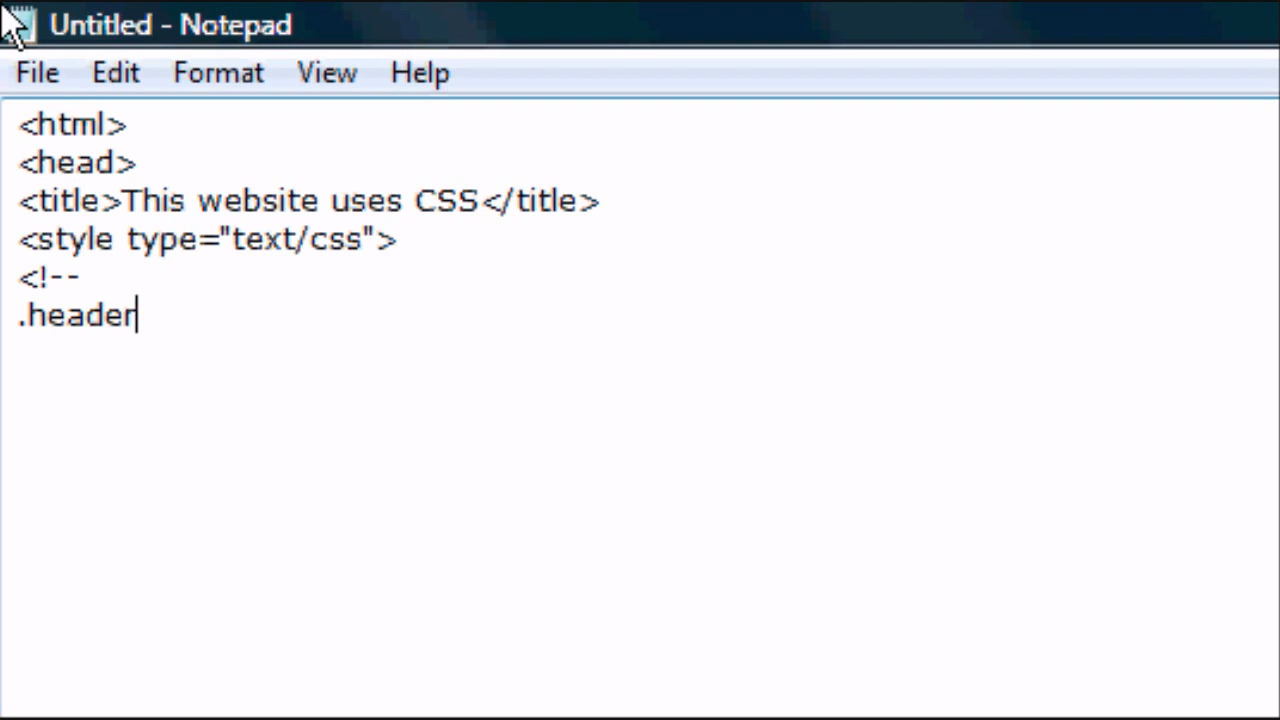 Untitled - Notepad
File Edit Format View Help
<html>
<head>
<title>This website uses CSS</title>
<style type="text/css">
<!--
.header